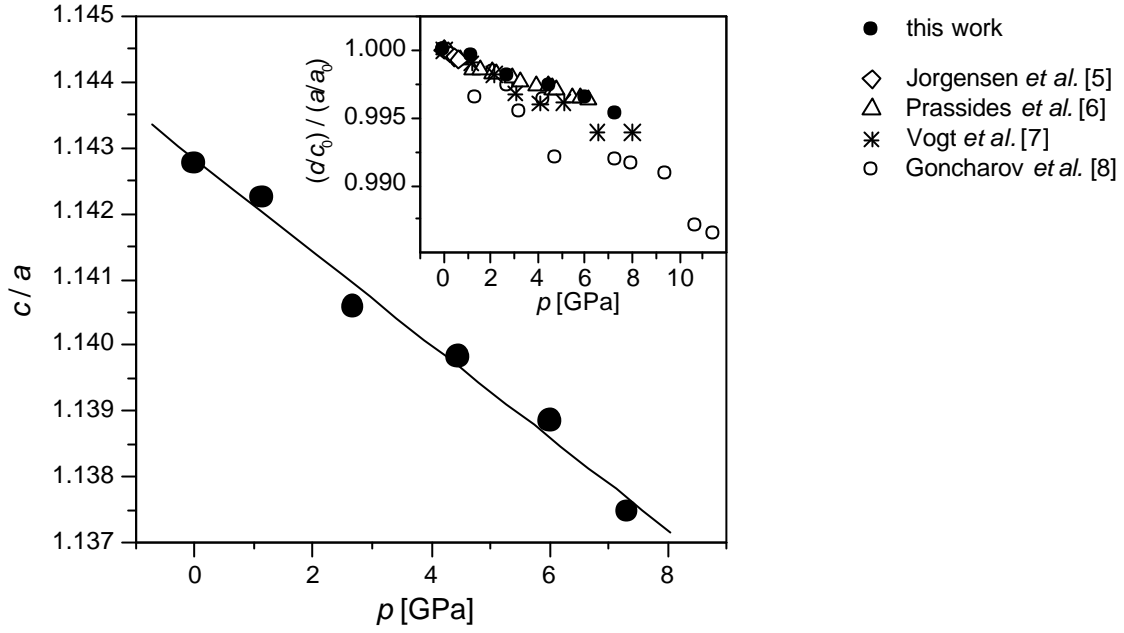 1.145
1.144
1.143
1.142
1.141
1.140
1.139
1.138
1.137
c / a
0
2
4
6
8
p [GPa]
1.000
0.995
0.990
(c/c0) / (a/a0)
0
2
4
6
8
10
p [GPa]
this work
Jorgensen et al. [5]
Prassides et al. [6]
Vogt et al. [7]
Goncharov et al. [8]